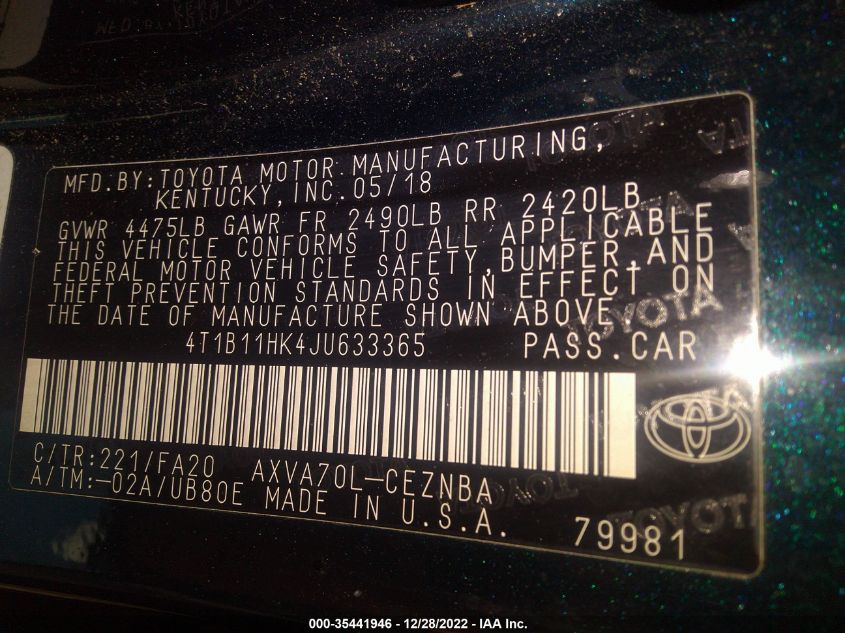 MFD.BY:TOYOTA MOTOR MANUFACTURING,
KENTUCKY,INC.05/18
GVWR 4475LB GAWR FR 2490LB RR 2420LB
THIS VEHICLE CONFORMS TO ALL APPLICABLE
FEDERAL MOTOR VEHICLE SAFETY,BUMPER,AND
THEFT PREVENTION STANDARDS IN EFFECT ON
THE DATE OF MANUFACTURE SHOWN ABOVE.
4T1B11HK4JU633365 PASS.CAR
C/TR:221/FA20 AXVA70L-CEZNBA
A/TM:-02A/UB80E MADE IN U.S.A.
79981
TOYOTA
TOYOTA
000-35441946 - 12/28/2022 - IAA Inc.